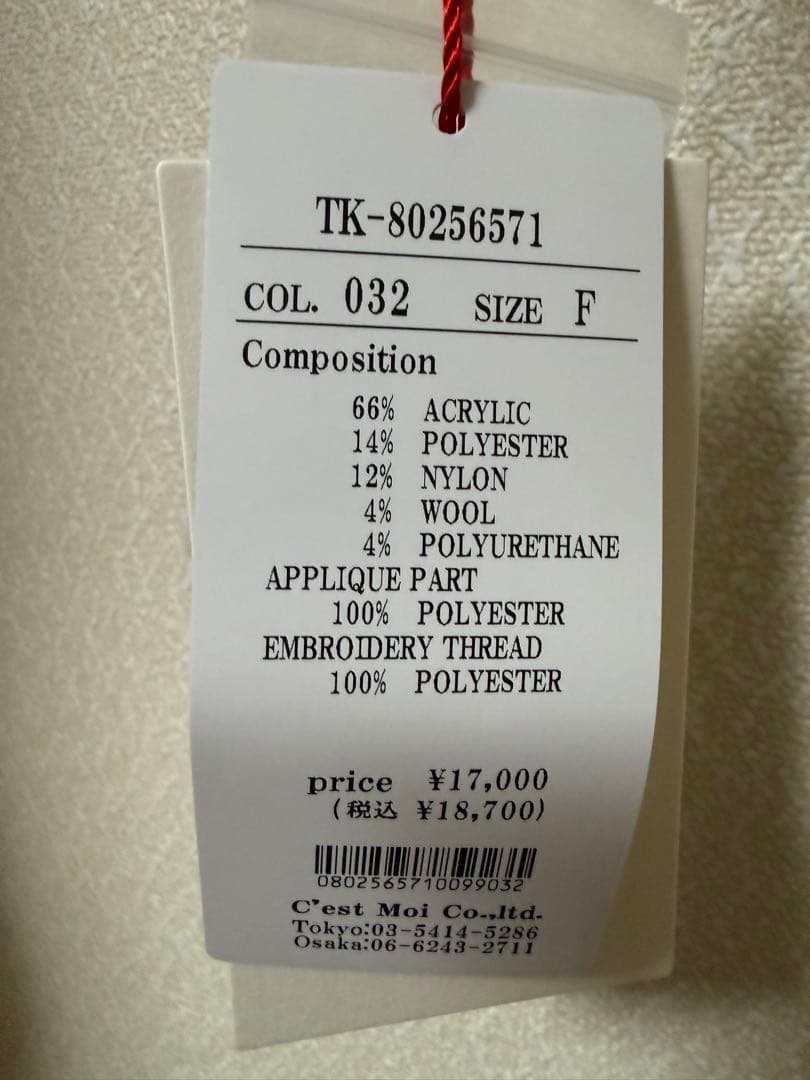 TK-80256571
COL. 032 SIZE F
Composition
66% ACRYLIC
14% POLYESTER
12% NYLON
4% WOOL
4% POLYURETHANE
APPLIQUE PART
100% POLYESTER
EMBROIDERY THREAD
100% POLYESTER
price ¥17,000
(税込 ¥18,700)
0802565710099032
C'est Moi Co.,ltd.
Tokyo:03-5414-5286
Osaka:06-6243-2711